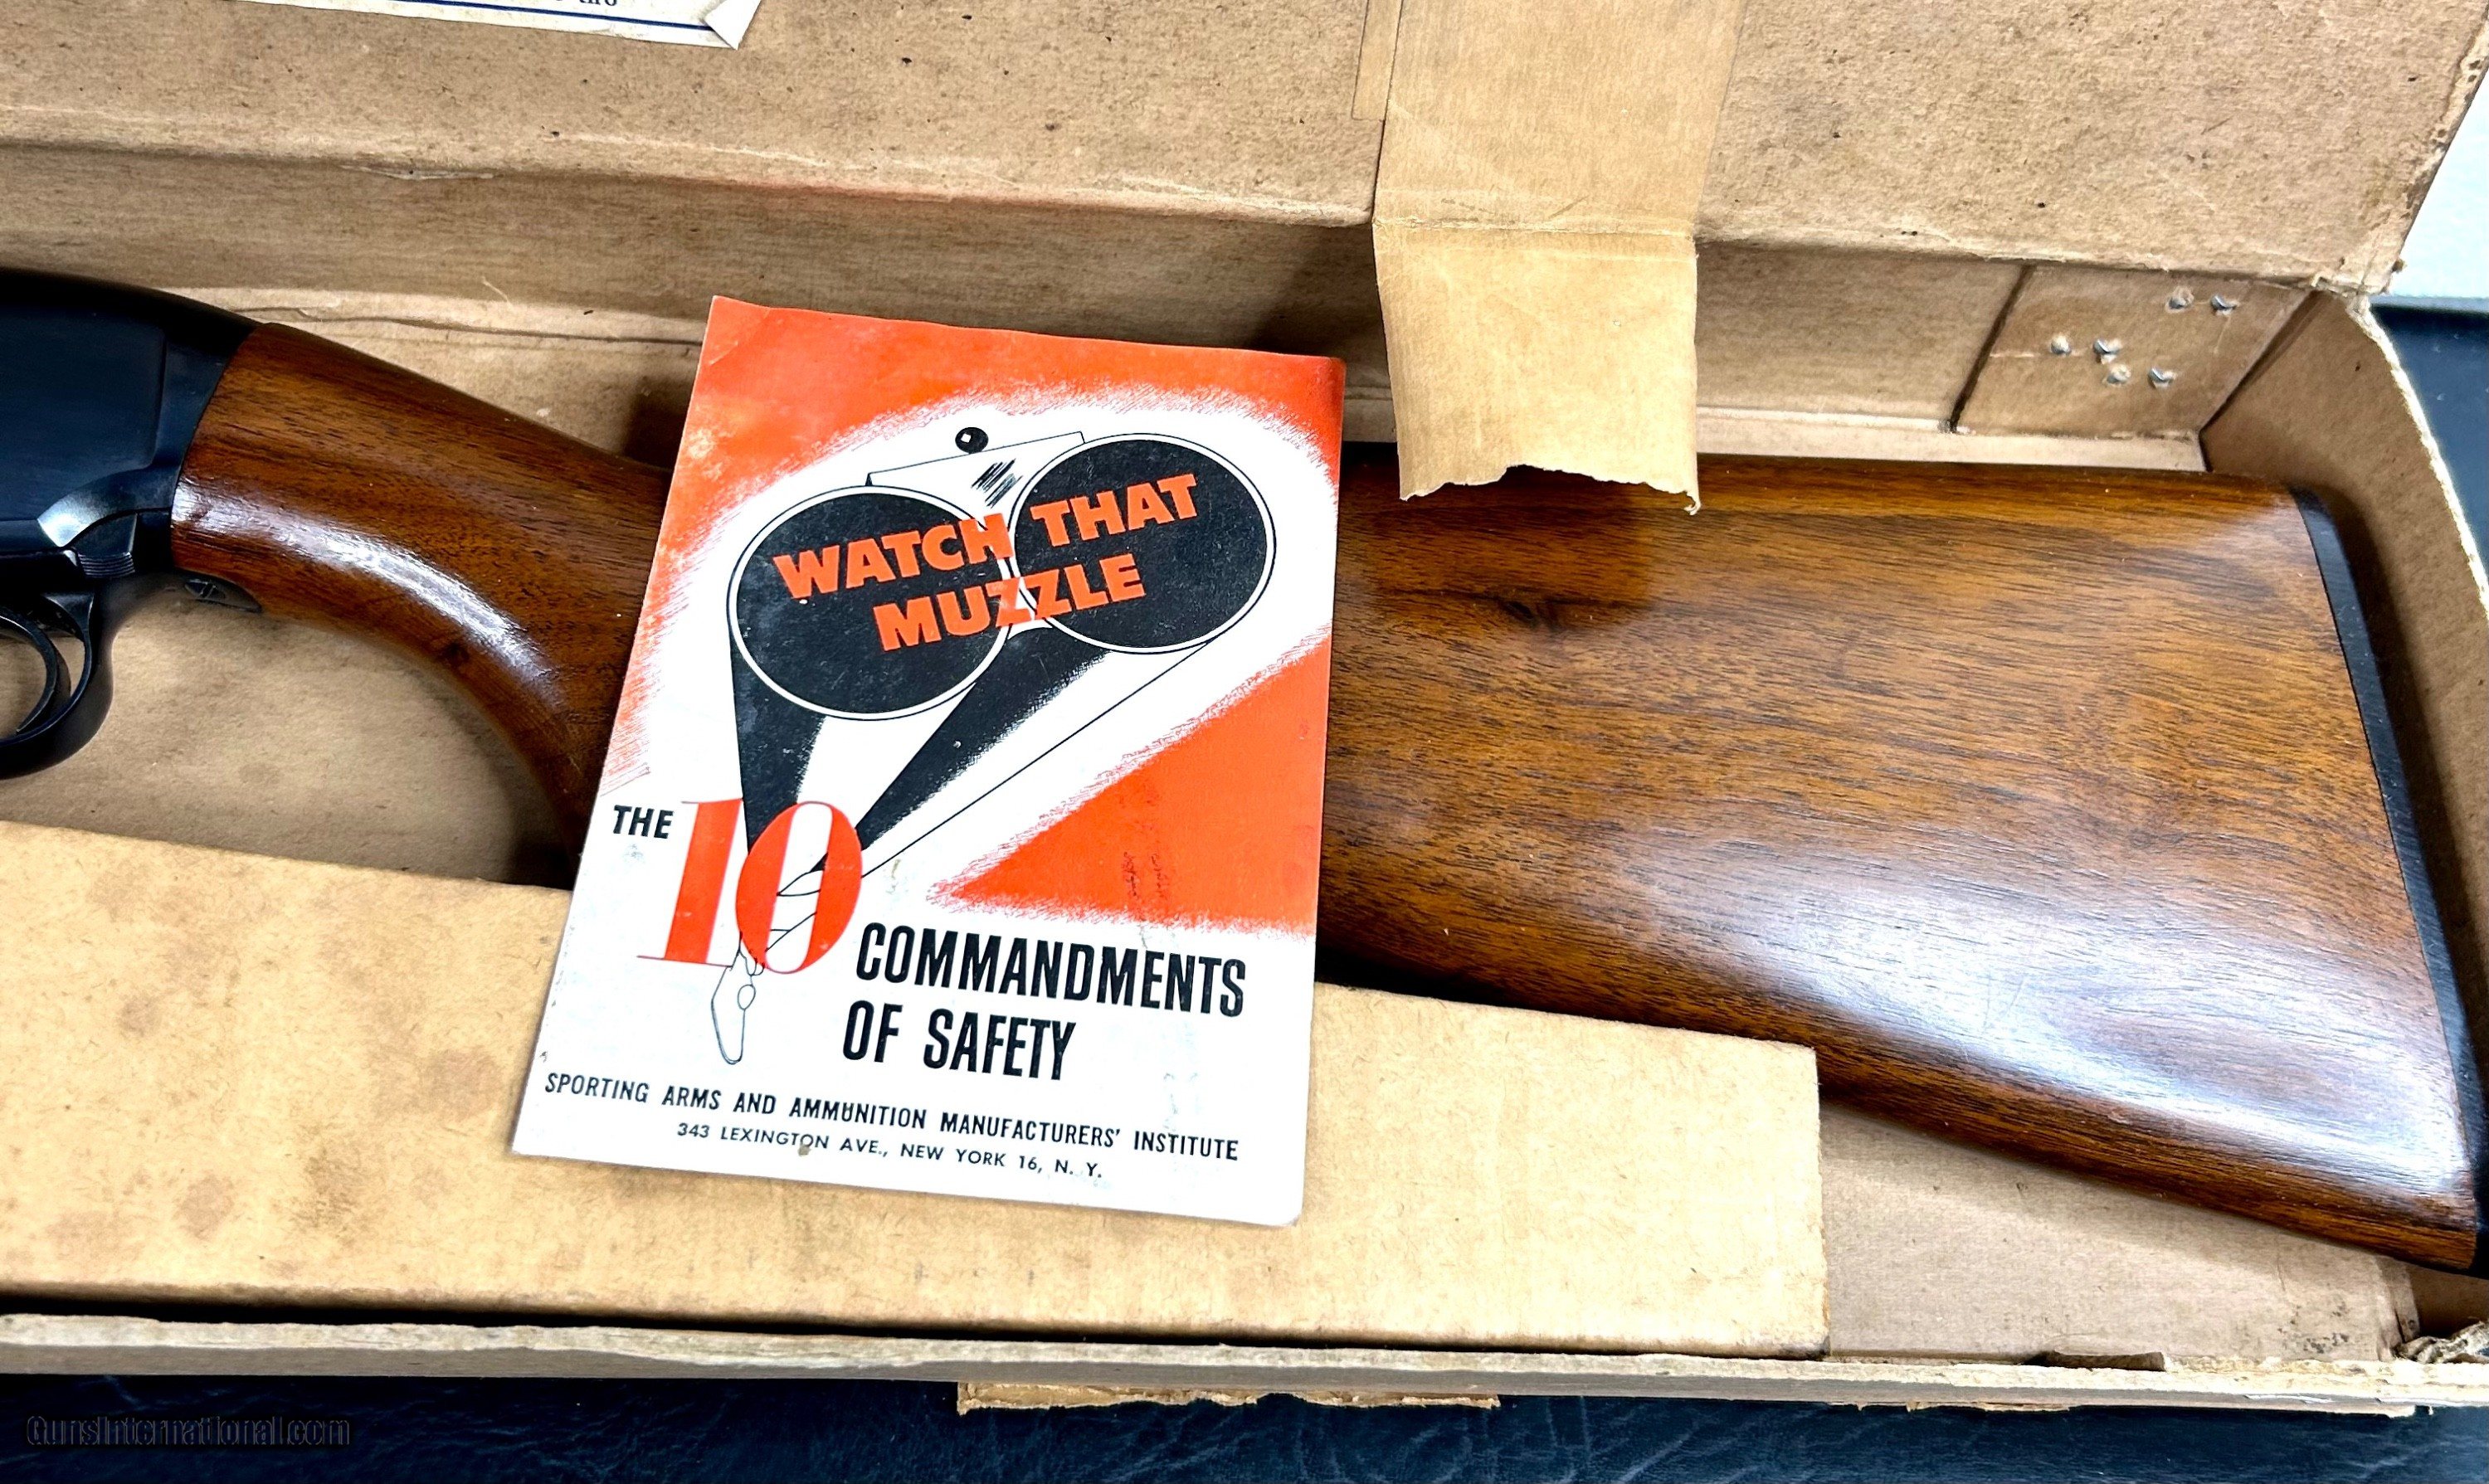 WATCH THAT
MUZZLE
THE 10
COMMANDMENTS
OF SAFETY
SPORTING ARMS AND AMMUNITION MANUFACTURERS' INSTITUTE
343 LEXINGTON AVE., NEW YORK 16, N. Y.
GunsInternational.com